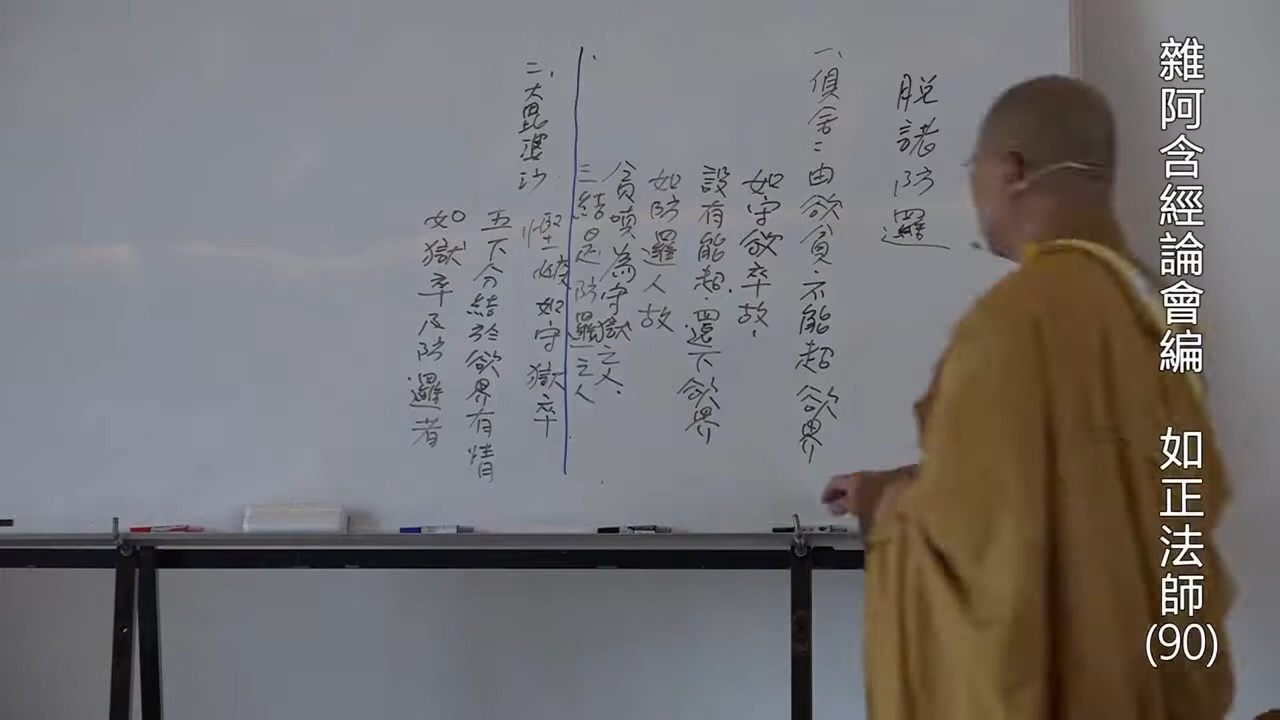 雜阿含經論會編 如正法師(90)
脫諸防邏
一、俱舍：由欲貪不能超欲界
如守獄卒故、
設有能超、還下欲界
如防邏人故
貪嗔為守獄之人、
三結是防邏之人
二、大毘婆沙
慳嫉如守獄卒
五下分結於欲界有情
如獄卒及防邏者